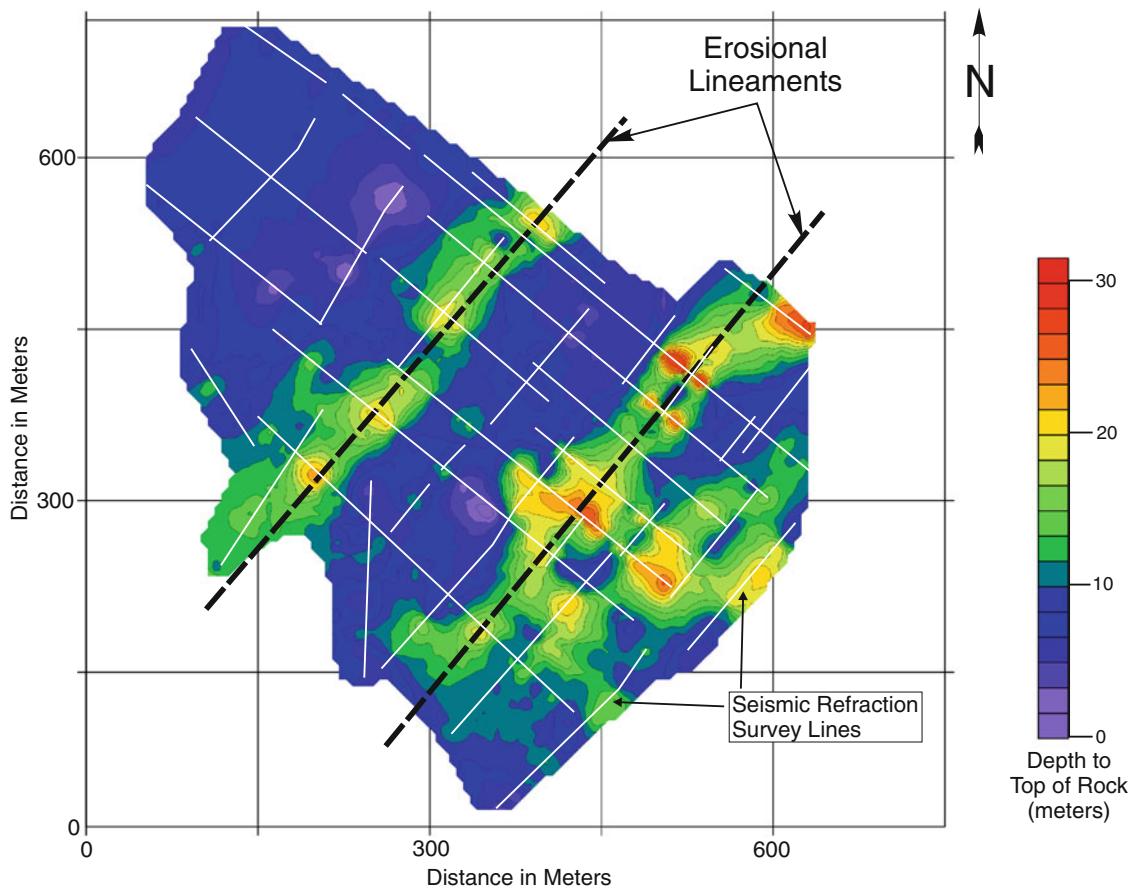 Erosional
Lineaments
N
600
300
0
Distance in Meters
0
300
600
Distance in Meters
Seismic Refraction
Survey Lines
30
20
10
0
Depth to
Top of Rock
(meters)